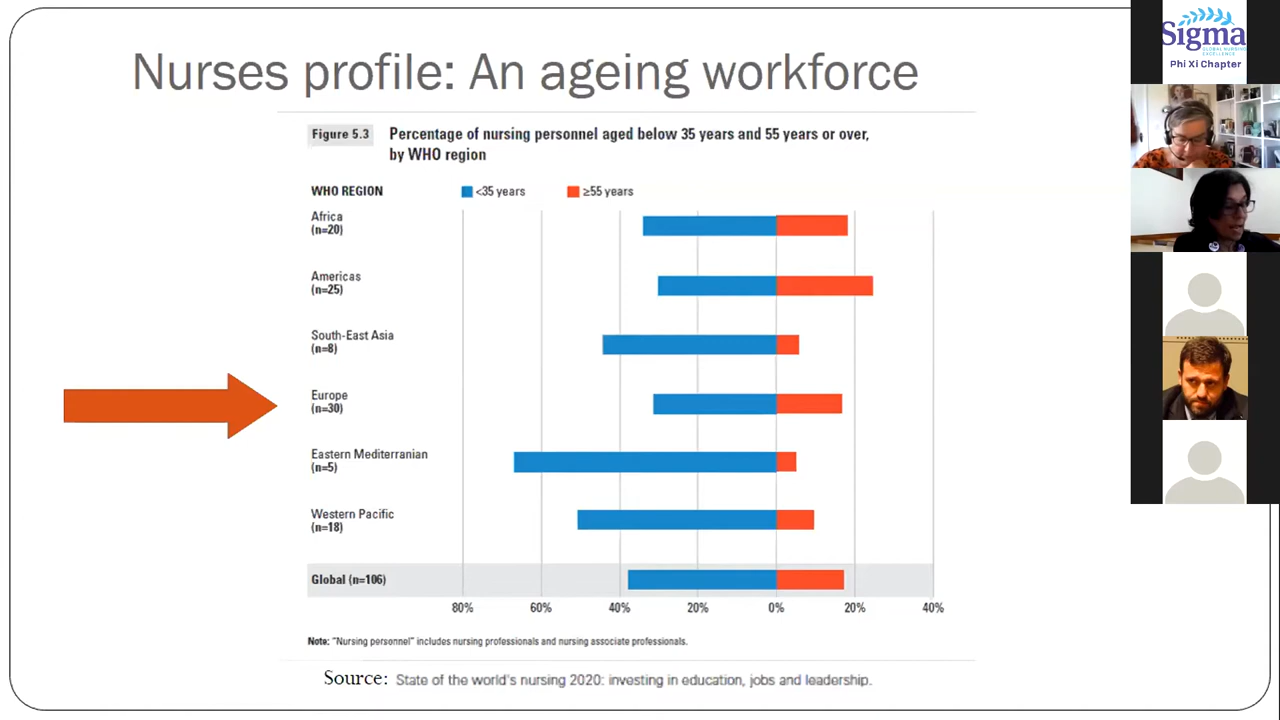 Nurses profile: An ageing workforce
Figure 5.3
Percentage of nursing personnel aged below 35 years and 55 years or over,
by WHO region
WHO REGION
<35 years
≥55 years
Africa
(n=20)
Americas
(n=25)
South-East Asia
(n=8)
Europe
(n=30)
Eastern Mediterranian
(n=5)
Western Pacific
(n=18)
Global (n=106)
80% 60% 40% 20% 0% 20% 40%
Note: "Nursing personnel" includes nursing professionals and nursing associate professionals.
Source: State of the world's nursing 2020: investing in education, jobs and leadership.
Sigma
GLOBAL NURSING
EXCELLENCE
Phi Xi Chapter